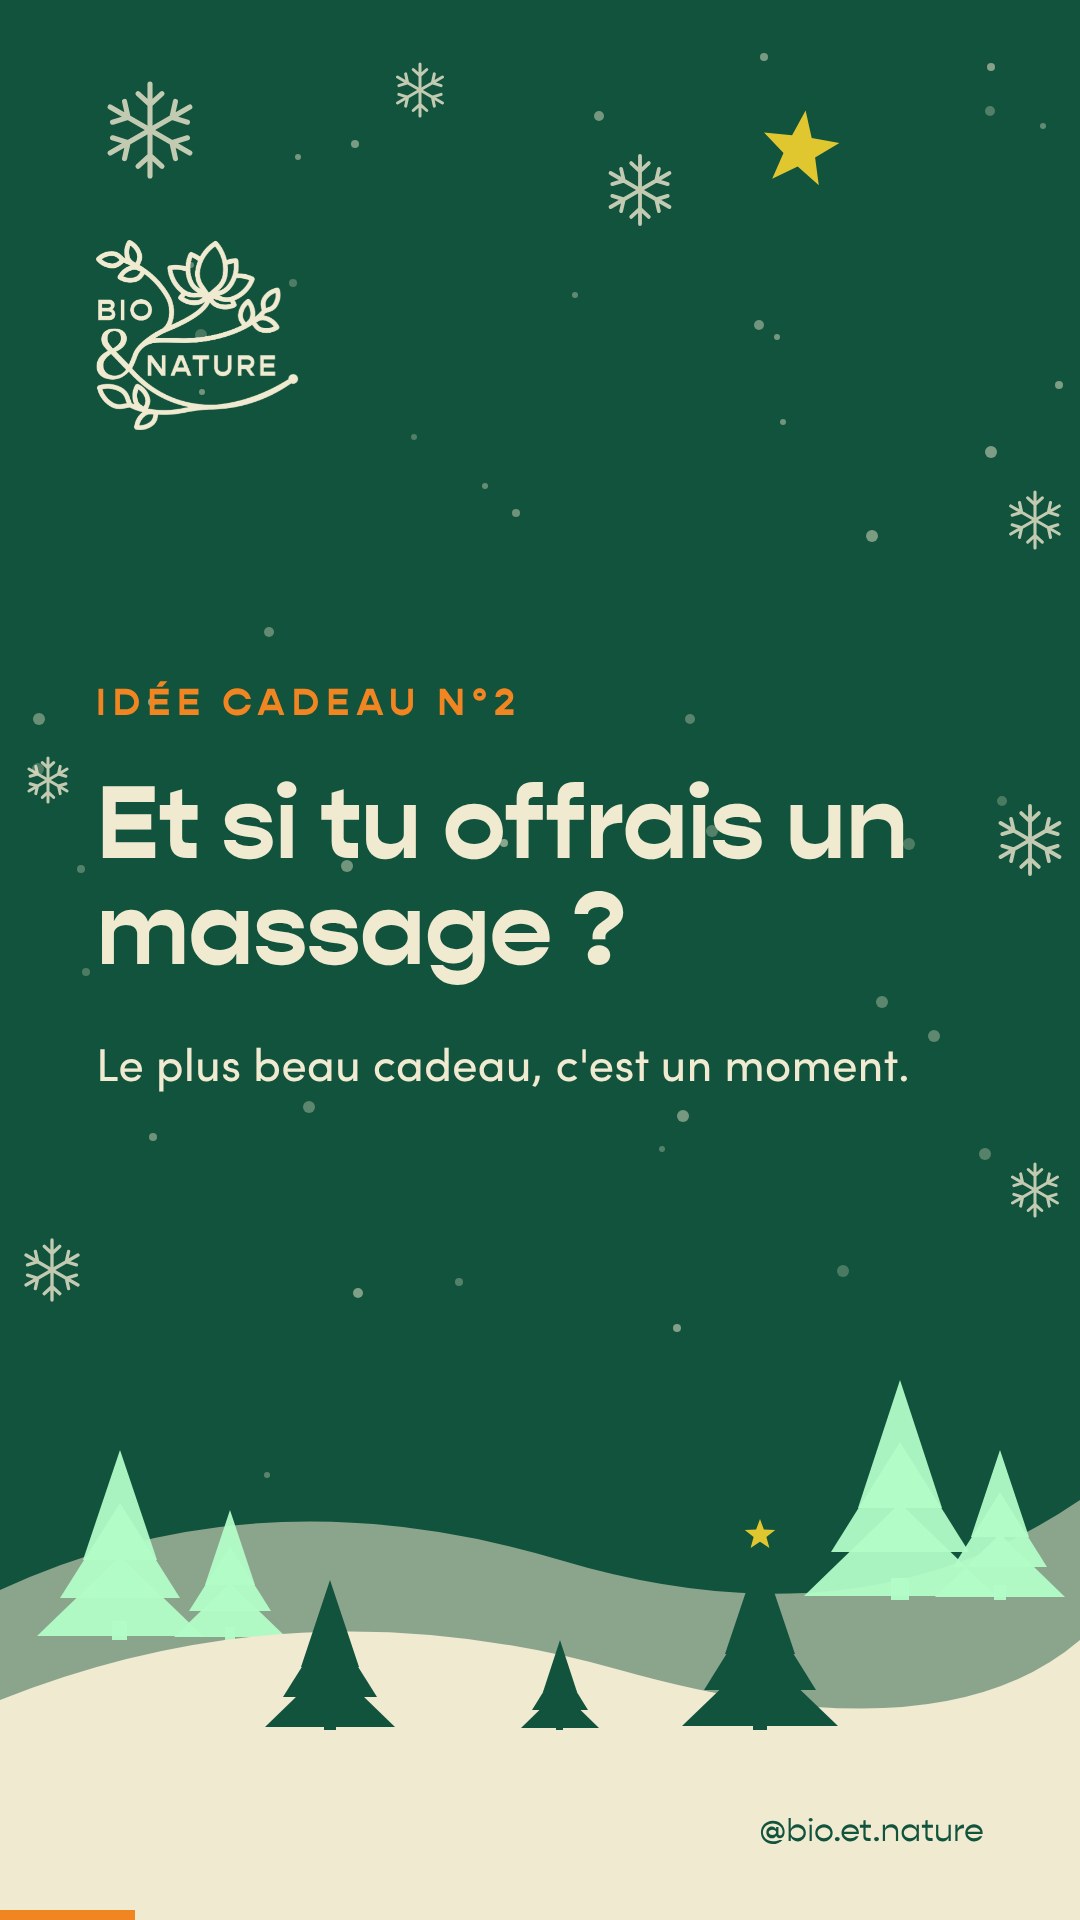 BIO
& NATURE
IDÉE CADEAU N°2
Et si tu offrais un
massage ?
Le plus beau cadeau, c'est un moment.
@bio.et.nature